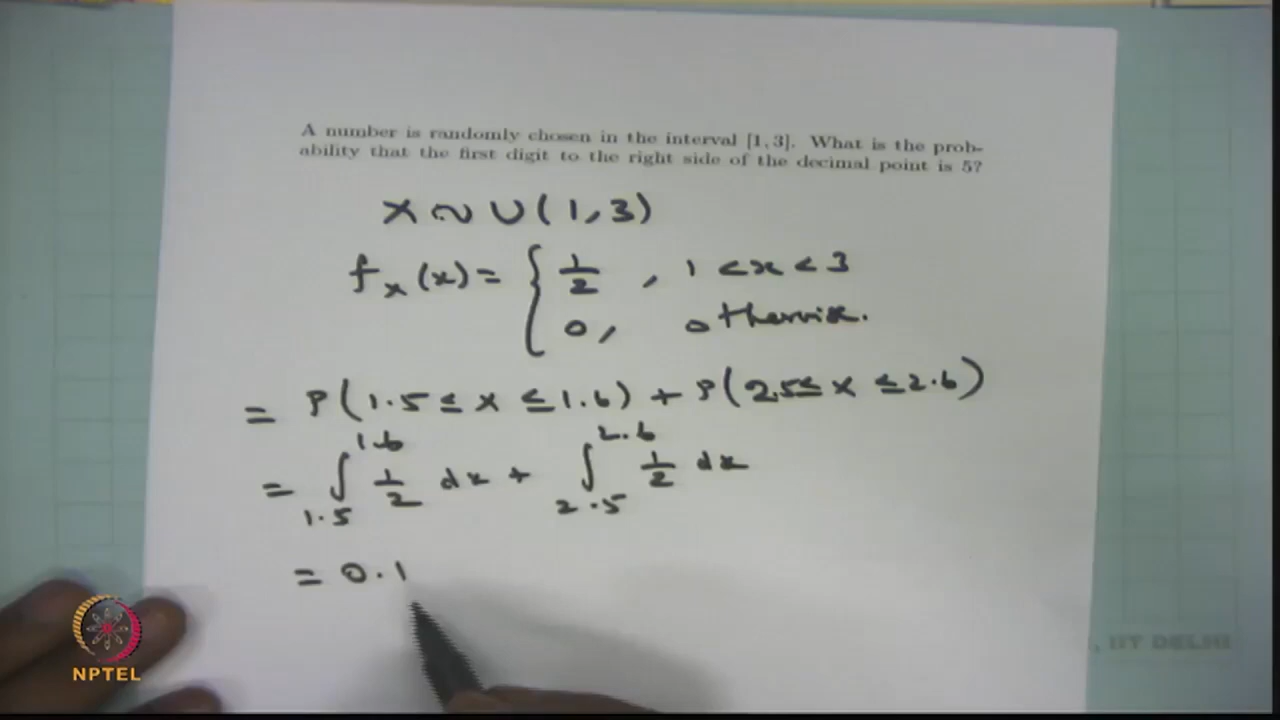 A number is randomly chosen in the interval [1, 3]. What is the prob-
ability that the first digit to the right side of the decimal point is 5?
X ~ U(1,3)
f_X(x) = { 1/2 , 1 < x < 3
0, otherwise.
= P(1.5 ≤ X ≤ 1.6) + P(2.5 ≤ X ≤ 2.6)
= ∫_{1.5}^{1.6} 1/2 dx + ∫_{2.5}^{2.6} 1/2 dx
= 0.1
NPTEL
, IIT DELHI